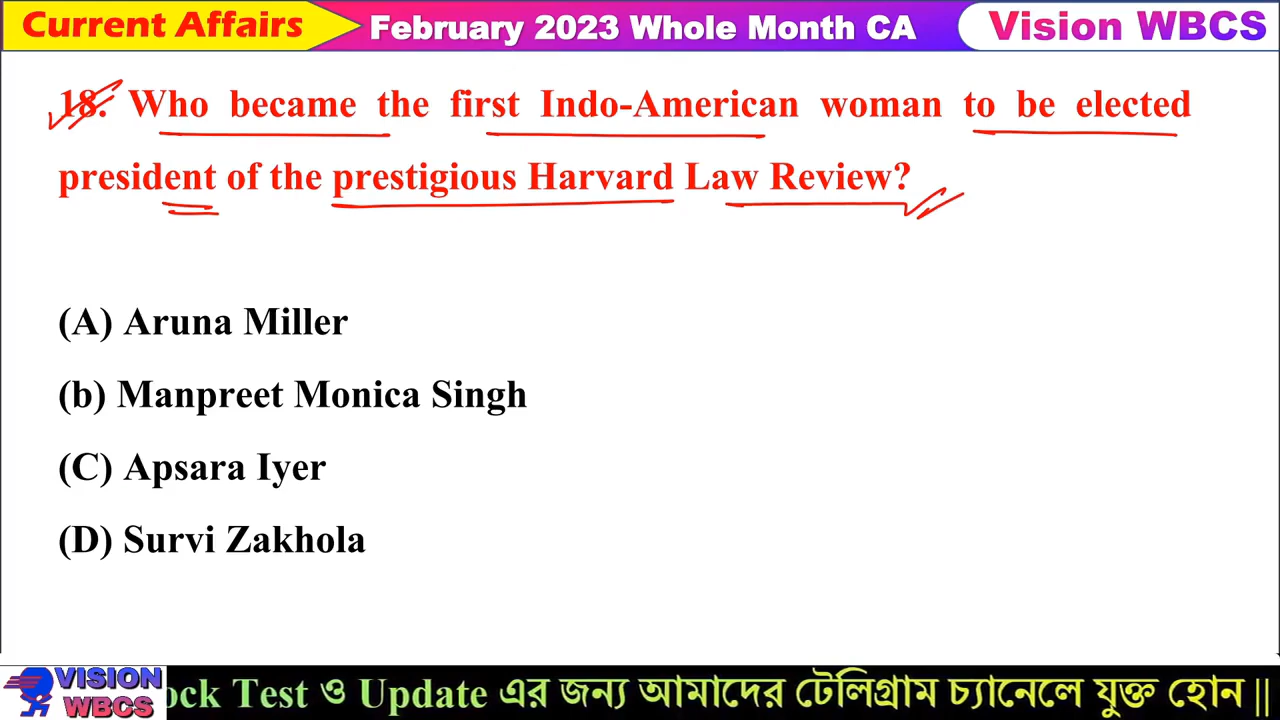 Current Affairs
February 2023 Whole Month CA
Vision WBCS
18. Who became the first Indo-American woman to be elected
president of the prestigious Harvard Law Review?
(A) Aruna Miller
(b) Manpreet Monica Singh
(C) Apsara Iyer
(D) Survi Zakhola
VISION
WBCS
ock Test ও Update এর জন্য আমাদের টেলিগ্রাম চ্যানেলে যুক্ত হোন ||